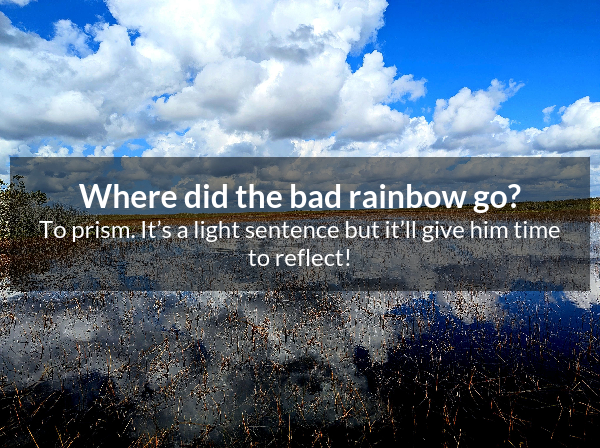 Where did the bad rainbow go?
To prism. It’s a light sentence but it’ll give him time
to reflect!